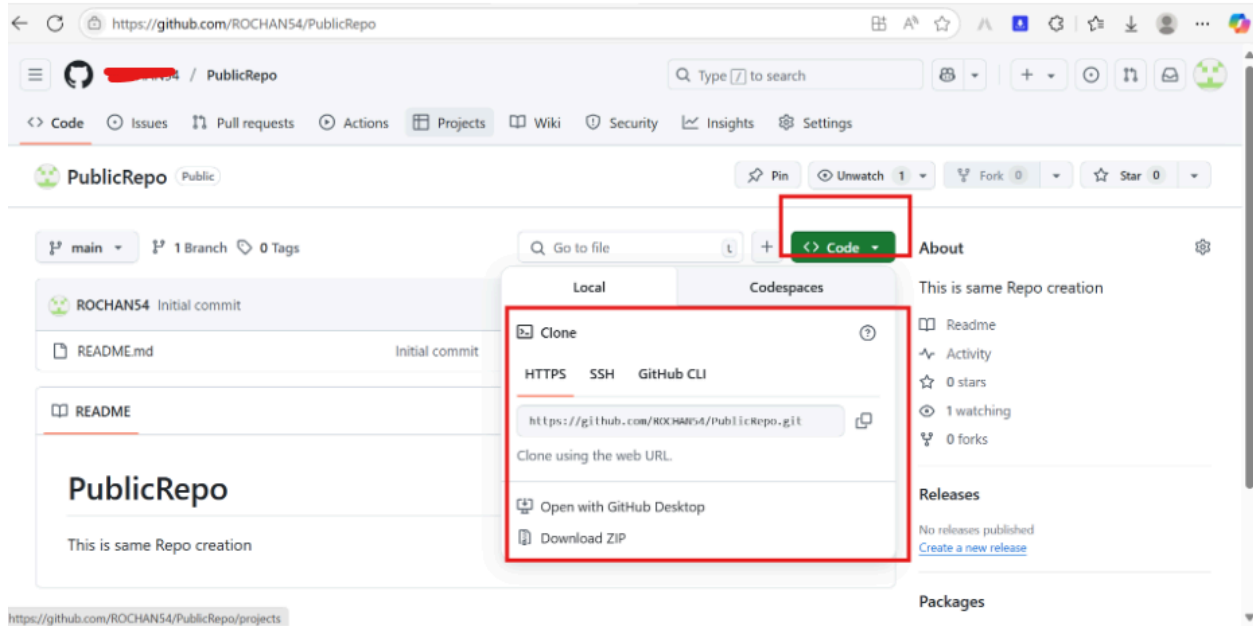 https://github.com/ROCHAN54/PublicRepo
/ PublicRepo
Type / to search
Code Issues Pull requests Actions Projects Wiki Security Insights Settings
PublicRepo Public
Pin Unwatch 1 Fork 0 Star 0
main 1 Branch 0 Tags
Go to file t + <> Code
About
Local Codespaces
This is same Repo creation
ROCHAN54 Initial commit
Clone
Readme
README.md Initial commit
Activity
HTTPS SSH GitHub CLI
0 stars
README
https://github.com/ROCHAN54/PublicRepo.git
1 watching
0 forks
Clone using the web URL.
PublicRepo
Releases
Open with GitHub Desktop
No releases published
Download ZIP
This is same Repo creation
Create a new release
Packages
https://github.com/ROCHAN54/PublicRepo/projects